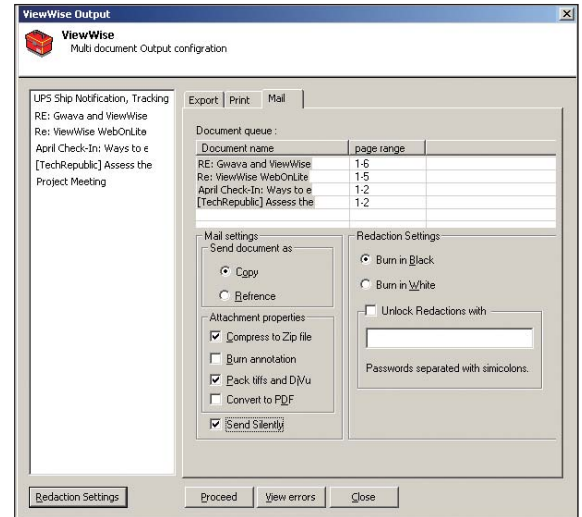 ViewWise Output
ViewWise
Multi document Output configration
UPS Ship Notification, Tracking
RE: Gwava and ViewWise
Re: ViewWise WebOnLite
April Check-In: Ways to e
[TechRepublic] Assess the
Project Meeting
Export Print Mail
Document queue :
Document name page range
RE: Gwava and ViewWise 1-6
Re: ViewWise WebOnLite 1-5
April Check-In: Ways to e 1-2
[TechRepublic] Assess the 1-2
Mail settings
Send document as
Copy
Refrence
Attachment properties
Compress to Zip file
Burn annotation
Pack tiffs and DjVu
Convert to PDF
Send Silently
Redaction Settings
Burn in Black
Burn in White
Unlock Redactions with
Passwords separated with simicolons.
Redaction Settings Proceed View errors Close